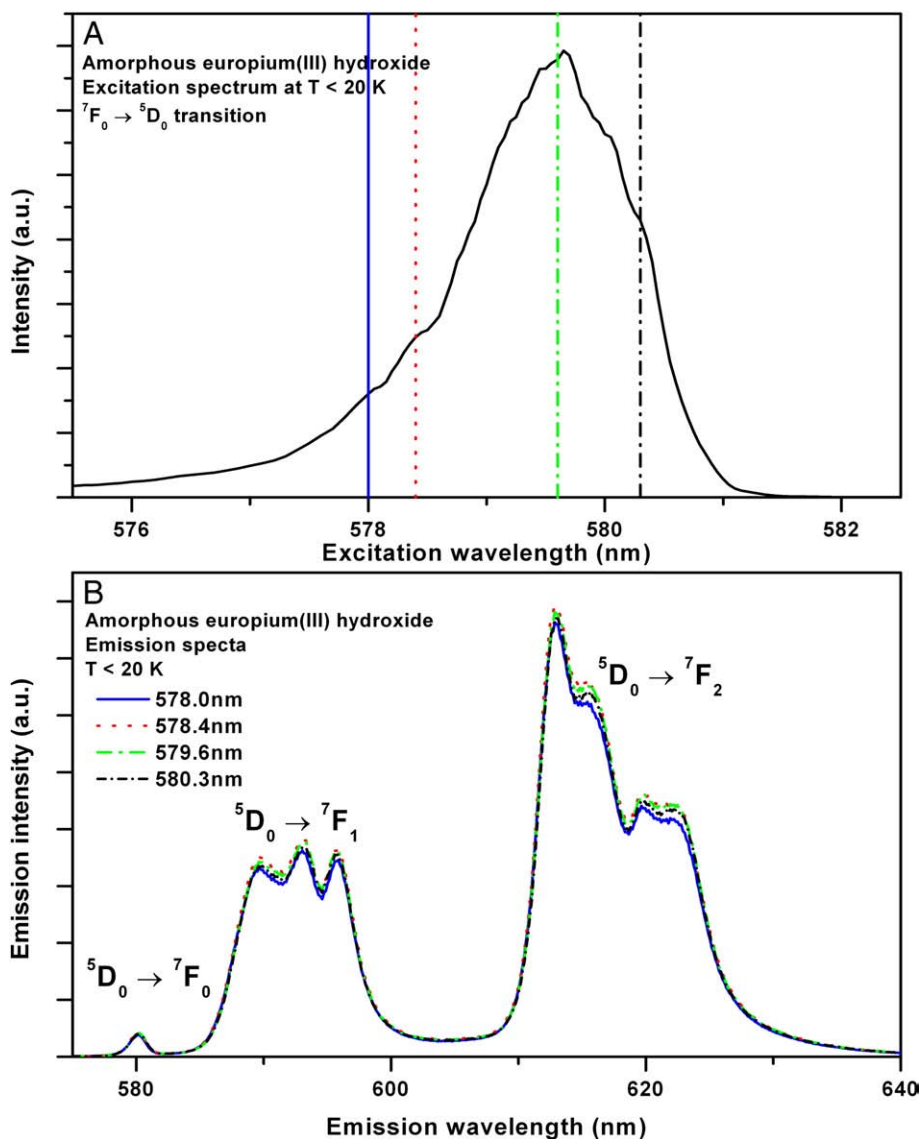 A
Amorphous europium(III) hydroxide
Excitation spectrum at T < 20 K
⁷F₀ → ⁵D₀ transition
Intensity (a.u.)
576 578 580 582
Excitation wavelength (nm)
B
Amorphous europium(III) hydroxide
Emission specta
T < 20 K
578.0nm
578.4nm
579.6nm
580.3nm
⁵D₀ → ⁷F₂
⁵D₀ → ⁷F₁
⁵D₀ → ⁷F₀
Emission intensity (a.u.)
580 600 620 640
Emission wavelength (nm)